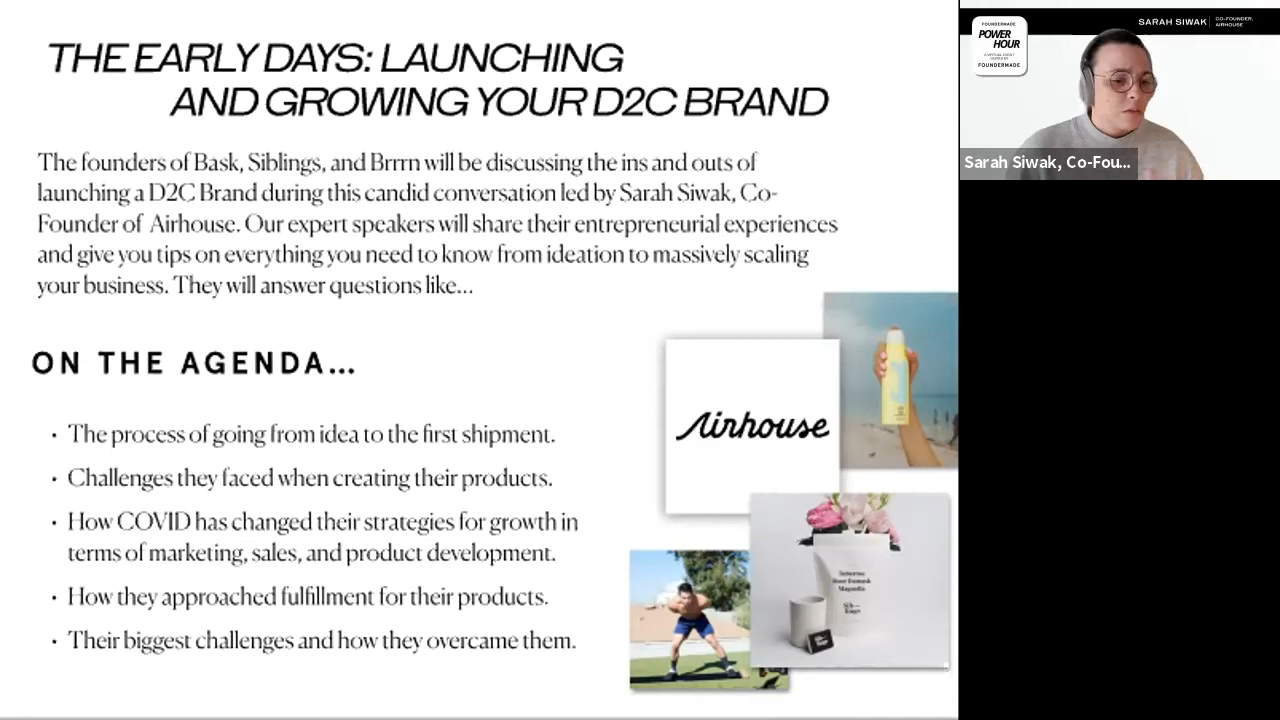 THE EARLY DAYS: LAUNCHING
AND GROWING YOUR D2C BRAND
The founders of Bask, Siblings, and Brrrn will be discussing the ins and outs of
launching a D2C Brand during this candid conversation led by Sarah Siwak, Co-
Founder of Airhouse. Our expert speakers will share their entrepreneurial experiences
and give you tips on everything you need to know from ideation to massively scaling
your business. They will answer questions like...
ON THE AGENDA...
• The process of going from idea to the first shipment.
• Challenges they faced when creating their products.
• How COVID has changed their strategies for growth in
terms of marketing, sales, and product development.
• How they approached fulfillment for their products.
• Their biggest challenges and how they overcame them.
Airhouse
Magnolia
Sib—
lings
FOUNDERMADE
POWER
HOUR
A VIRTUAL EVENT
SERIES BY
FOUNDERMADE
SARAH SIWAK
CO-FOUNDER,
AIRHOUSE
Sarah Siwak, Co-Fou...